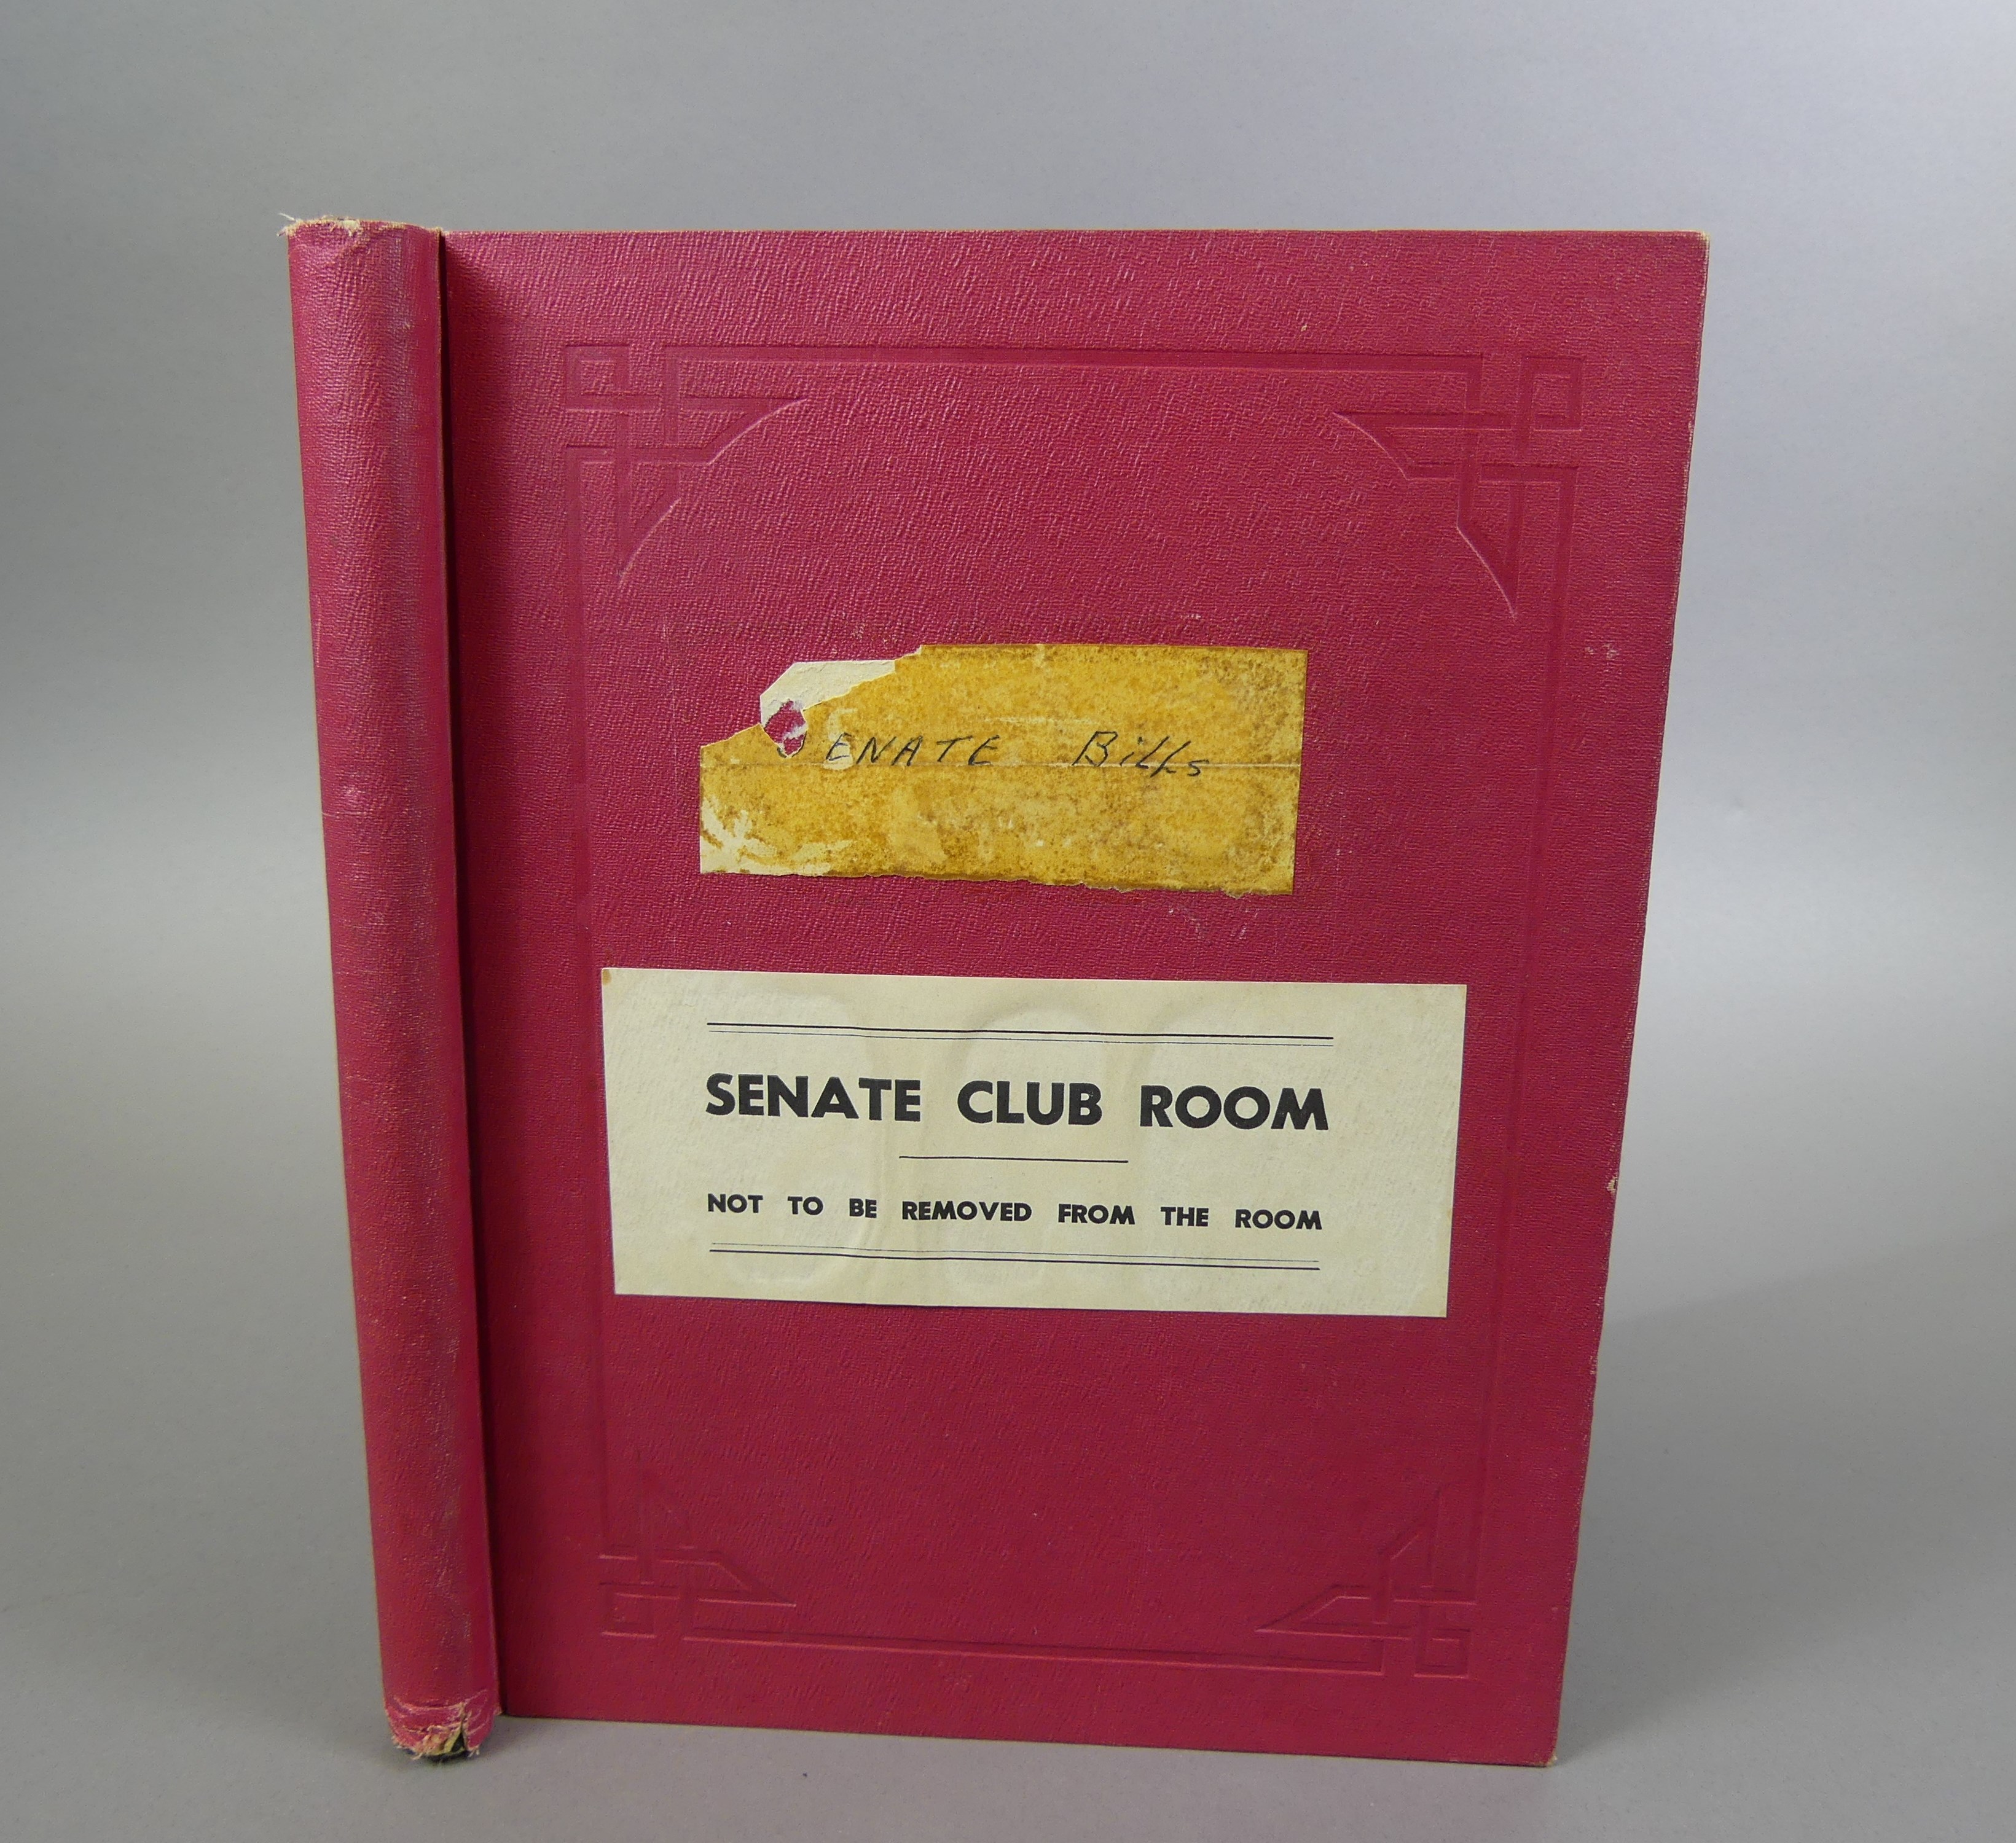 ENATE Bills
SENATE CLUB ROOM
NOT TO BE REMOVED FROM THE ROOM